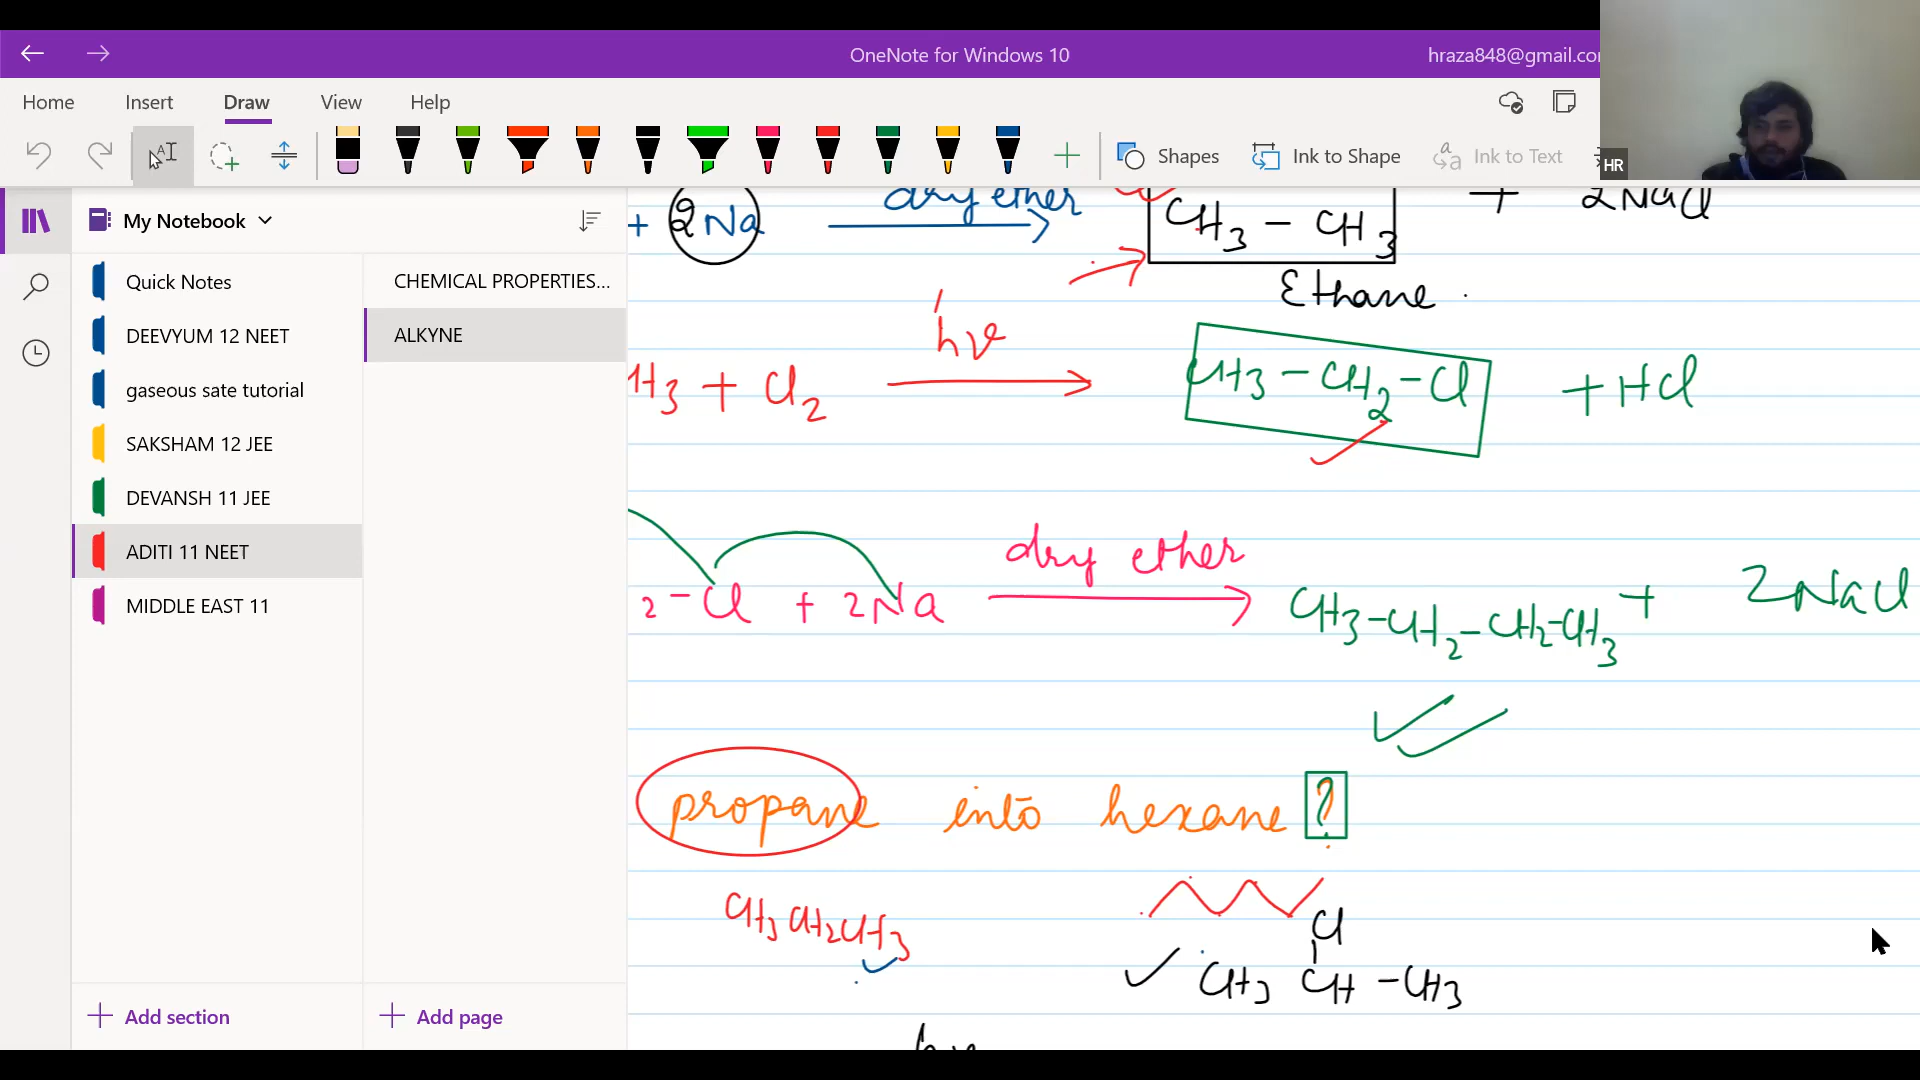 OneNote for Windows 10
hraza848@gmail.co
Home Insert Draw View Help
Shapes Ink to Shape Ink to Text
HR
My Notebook
Quick Notes
DEEVYUM 12 NEET
gaseous sate tutorial
SAKSHAM 12 JEE
DEVANSH 11 JEE
ADITI 11 NEET
MIDDLE EAST 11
Add section
CHEMICAL PROPERTIES...
ALKYNE
Add page
+ 2Na dry ether CH3 – CH3 + 2NaCl
Ethane
H3 + Cl2 hν CH3 – CH2 – Cl + HCl
2 – Cl + 2Na dry ether CH3 – CH2 – CH2 – CH3 + 2NaCl
propane into hexane ?
CH3 CH2 CH3
Cl
CH3 CH – CH3